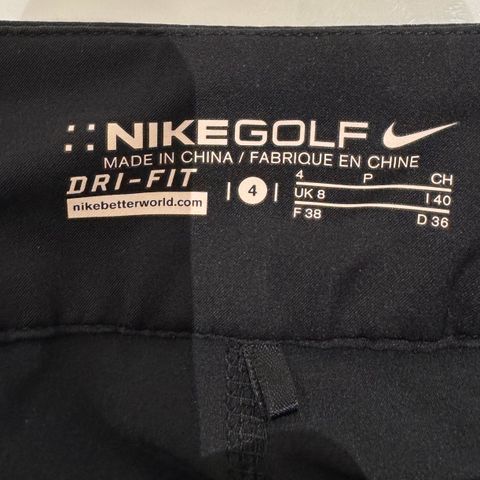 NIKEGOLF
MADE IN CHINA / FABRIQUE EN CHINE
DRI-FIT
nikebetterworld.com
4
4 P CH
UK 8 I 40
F 38 D 36